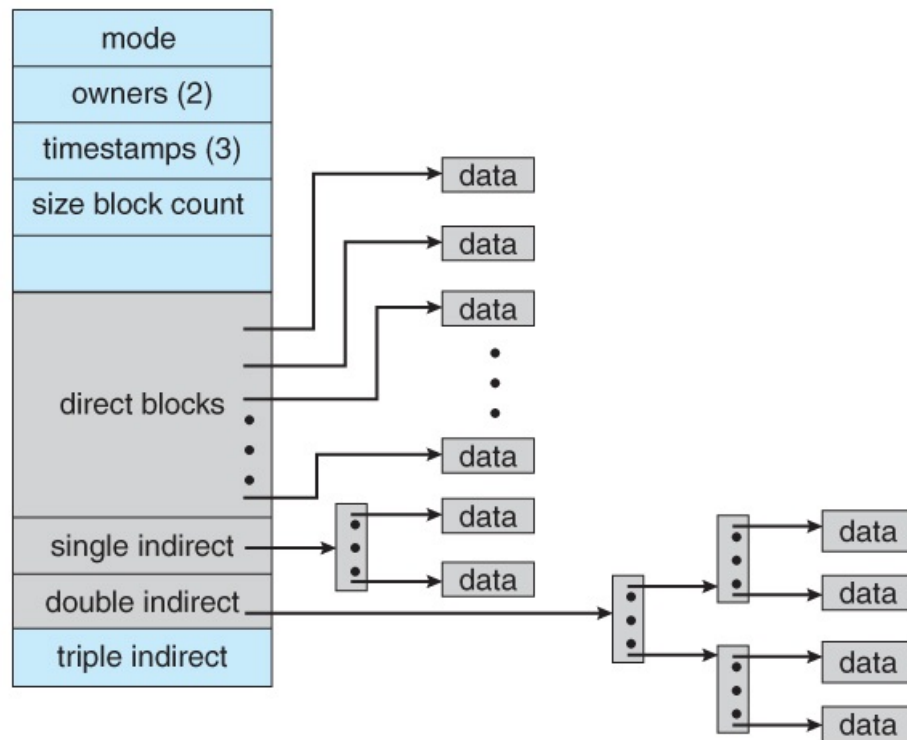 mode
owners (2)
timestamps (3)
size block count
data
data
data
direct blocks
data
data
single indirect
data
data
data
double indirect
triple indirect
data
data